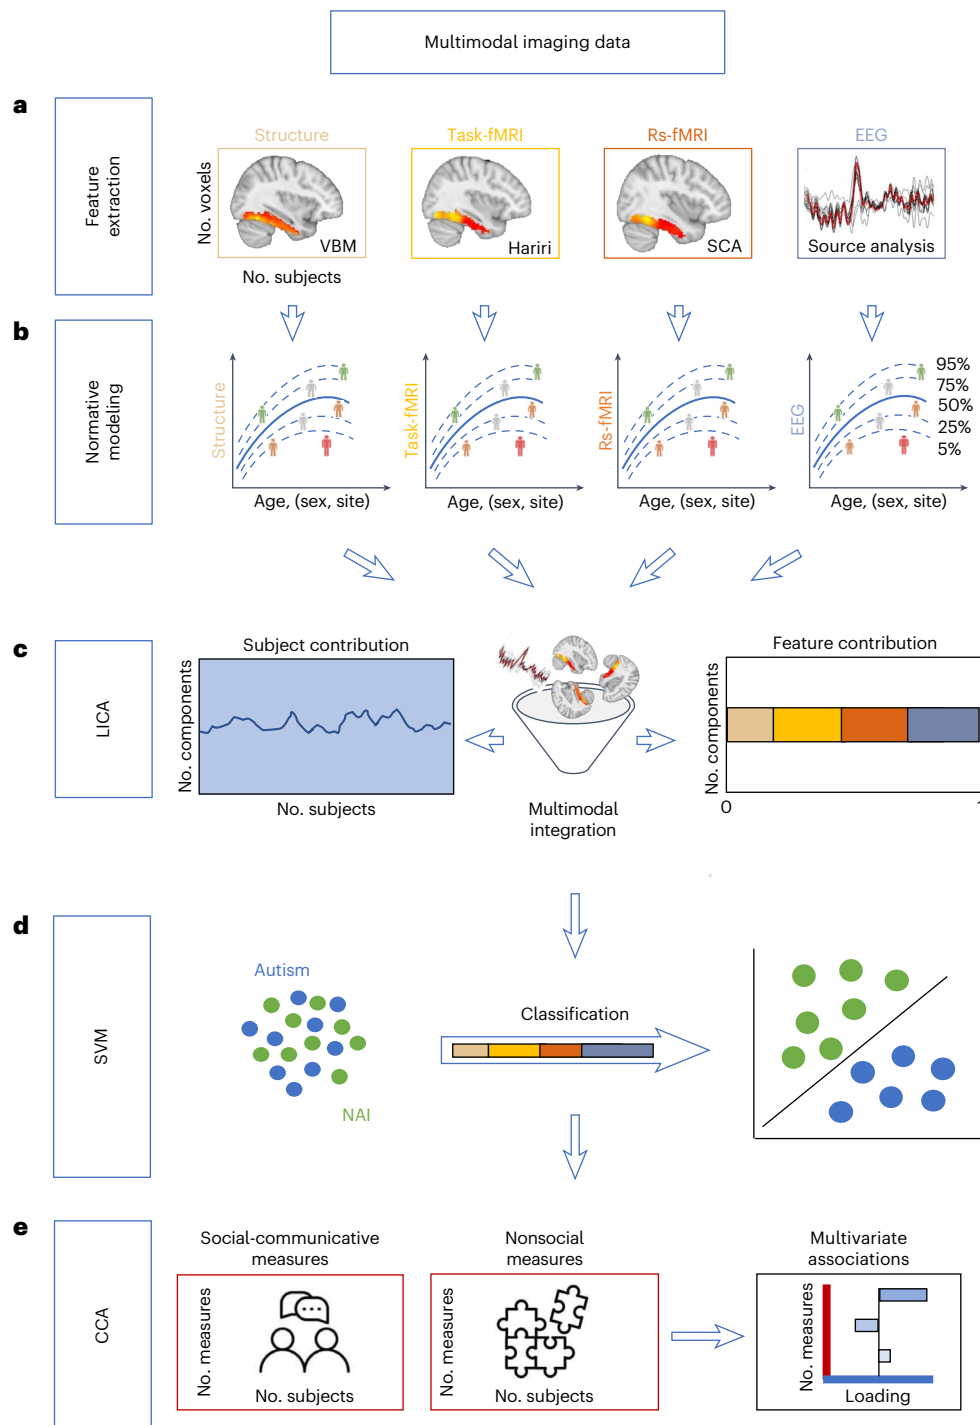 Multimodal imaging data
a
Feature
extraction
Structure
Task-fMRI
Rs-fMRI
EEG
No. voxels
VBM
Hariri
SCA
Source analysis
No. subjects
b
Normative
modeling
Structure
Task-fMRI
Rs-fMRI
EEG
95%
75%
50%
25%
5%
Age, (sex, site)
Age, (sex, site)
Age, (sex, site)
Age, (sex, site)
c
LICA
Subject contribution
No. components
No. subjects
Multimodal
integration
Feature contribution
No. components
0
1
d
SVM
Autism
NAI
Classification
e
CCA
Social-communicative
measures
No. measures
No. subjects
Nonsocial
measures
No. measures
No. subjects
Multivariate
associations
No. measures
Loading